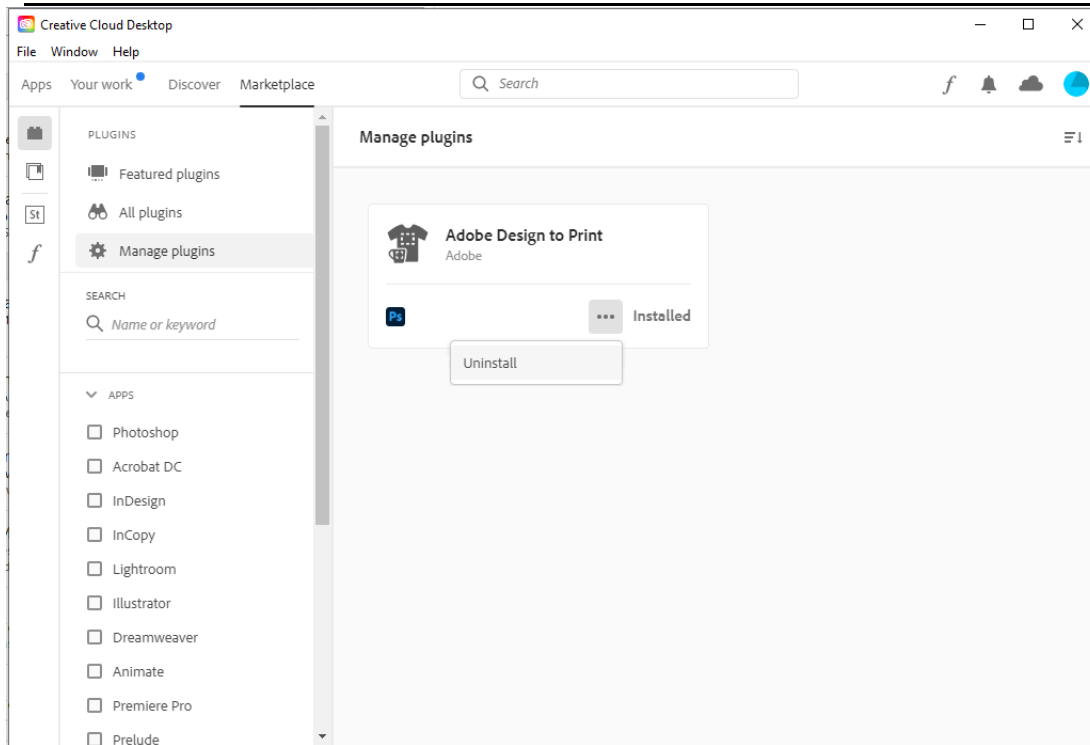 Creative Cloud Desktop
File Window Help
Apps Your work Discover Marketplace Search f
PLUGINS
Featured plugins
All plugins
Manage plugins
St
f
SEARCH
Name or keyword
APPS
Photoshop
Acrobat DC
InDesign
InCopy
Lightroom
Illustrator
Dreamweaver
Animate
Premiere Pro
Prelude
Manage plugins
Adobe Design to Print
Adobe
Ps ••• Installed
Uninstall